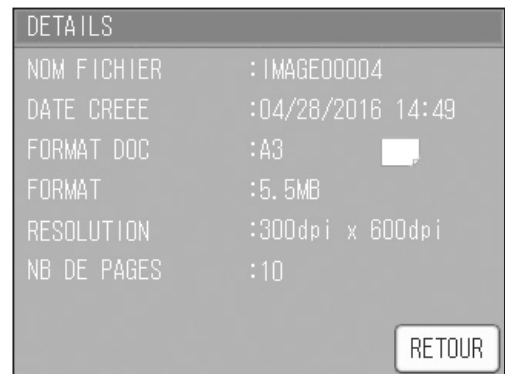 DETAILS
NOM FICHIER :IMAGE00004
DATE CREEE :04/28/2016 14:49
FORMAT DOC :A3
FORMAT :5.5MB
RESOLUTION :300dpi x 600dpi
NB DE PAGES :10
RETOUR